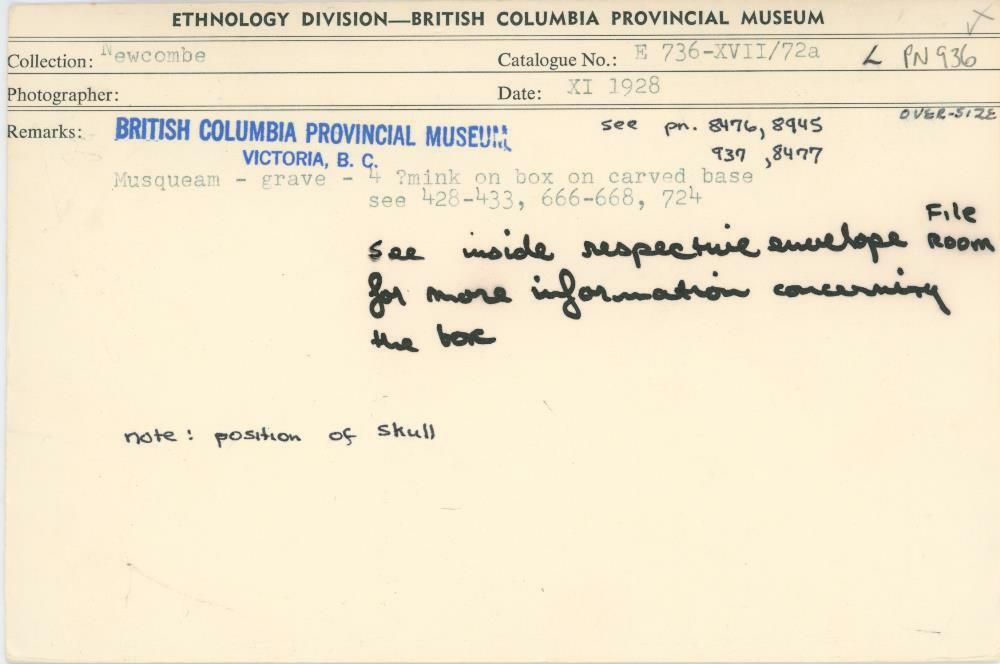 ETHNOLOGY DIVISION—BRITISH COLUMBIA PROVINCIAL MUSEUM
Collection: Newcombe Catalogue No.: E 736-XVII/72a L PN 936
Photographer: Date: XI 1928
OVER-SIZE
Remarks: BRITISH COLUMBIA PROVINCIAL MUSEUM see pn. 8476, 8945
VICTORIA, B. C. 937, 8477
Musqueam - grave - 4 ?mink on box on carved base
see 428-433, 666-668, 724
File
see inside respective envelope ROOM
for more information concerning
the box
note: position of skull